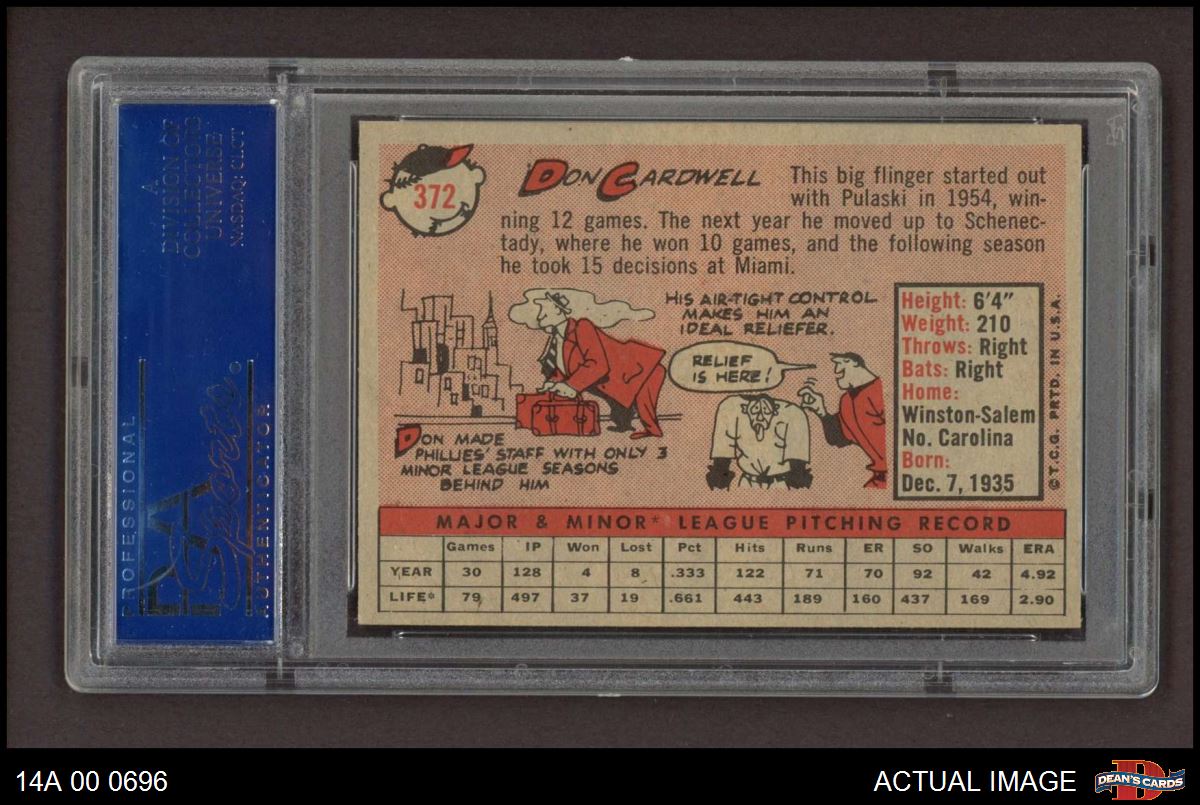 A
DIVISION OF
COLLECTORS
UNIVERSE
NASDAQ: CLCT
PROFESSIONAL
PSA
Sports
AUTHENTICATOR
372
DON CARDWELL
This big flinger started out
with Pulaski in 1954, win-
ning 12 games. The next year he moved up to Schenec-
tady, where he won 10 games, and the following season
he took 15 decisions at Miami.
HIS AIR-TIGHT CONTROL
MAKES HIM AN
IDEAL RELIEFER.
RELIEF
IS HERE!
DON MADE
PHILLIES' STAFF WITH ONLY 3
MINOR LEAGUE SEASONS
BEHIND HIM
Height: 6'4"
Weight: 210
Throws: Right
Bats: Right
Home:
Winston-Salem
No. Carolina
Born:
Dec. 7, 1935
© T.C.G. PRTD. IN U.S.A.
MAJOR & MINOR* LEAGUE PITCHING RECORD
Games IP Won Lost Pct Hits Runs ER SO Walks ERA
YEAR 30 128 4 8 .333 122 71 70 92 42 4.92
LIFE* 79 497 37 19 .661 443 189 160 437 169 2.90
14A 00 0696
ACTUAL IMAGE
D
DEAN'S CARDS